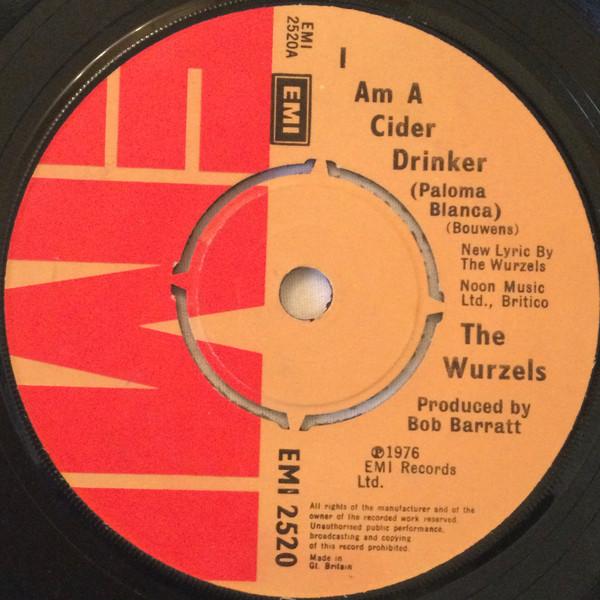 EMI
2520A
EMI
I
Am A
Cider
Drinker
(Paloma
Blanca)
(Bouwens)
New Lyric By
The Wurzels
Noon Music
Ltd., Britico
The
Wurzels
Produced by
Bob Barratt
℗1976
EMI Records
Ltd.
EMI 2520
All rights of the manufacturer and of the
owner of the recorded work reserved.
Unauthorised public performance,
broadcasting and copying
of this record prohibited.
Made in
Gt. Britain
EMI